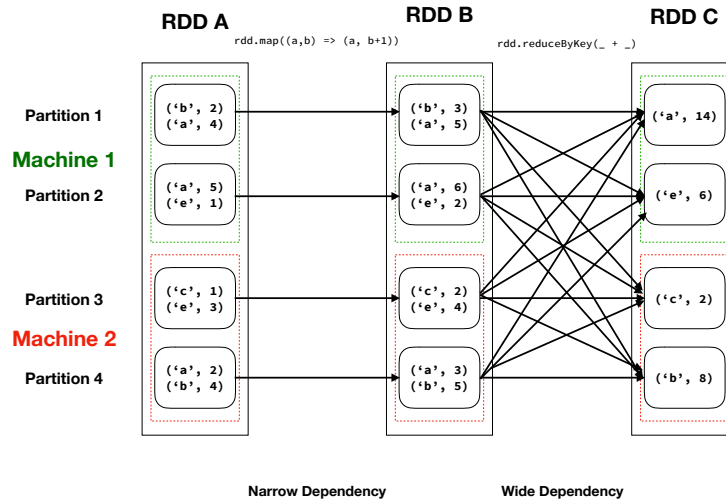 RDD A
RDD B
RDD C
rdd.map((a,b) => (a, b+1))
rdd.reduceByKey(_ + _)
Partition 1
(‘b’, 2)
(‘a’, 4)
(‘b’, 3)
(‘a’, 5)
(‘a’, 14)
Machine 1
Partition 2
(‘a’, 5)
(‘e’, 1)
(‘a’, 6)
(‘e’, 2)
(‘e’, 6)
Partition 3
(‘c’, 1)
(‘e’, 3)
(‘c’, 2)
(‘e’, 4)
(‘c’, 2)
Machine 2
Partition 4
(‘a’, 2)
(‘b’, 4)
(‘a’, 3)
(‘b’, 5)
(‘b’, 8)
Narrow Dependency
Wide Dependency